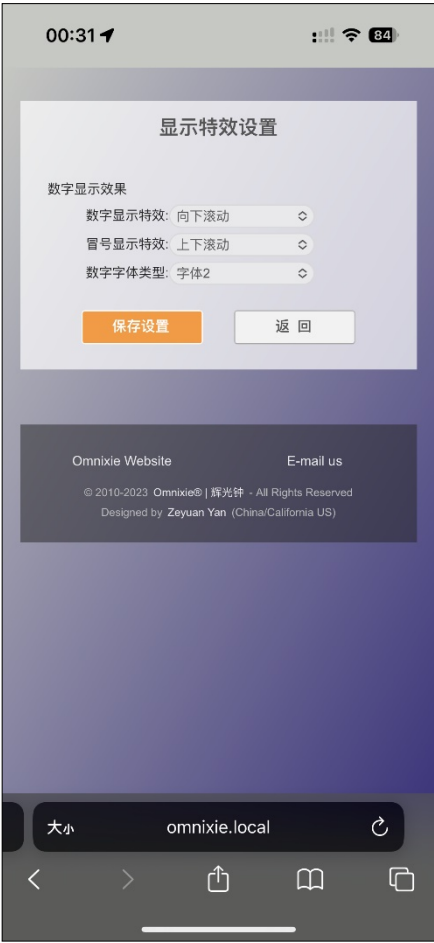 00:31
84
显示特效设置
数字显示效果
数字显示特效: 向下滚动
冒号显示特效: 上下滚动
数字字体类型: 字体2
保存设置 返 回
Omnixie Website E-mail us
© 2010-2023 Omnixie® | 辉光钟 - All Rights Reserved
Designed by Zeyuan Yan (China/California US)
大小 omnixie.local